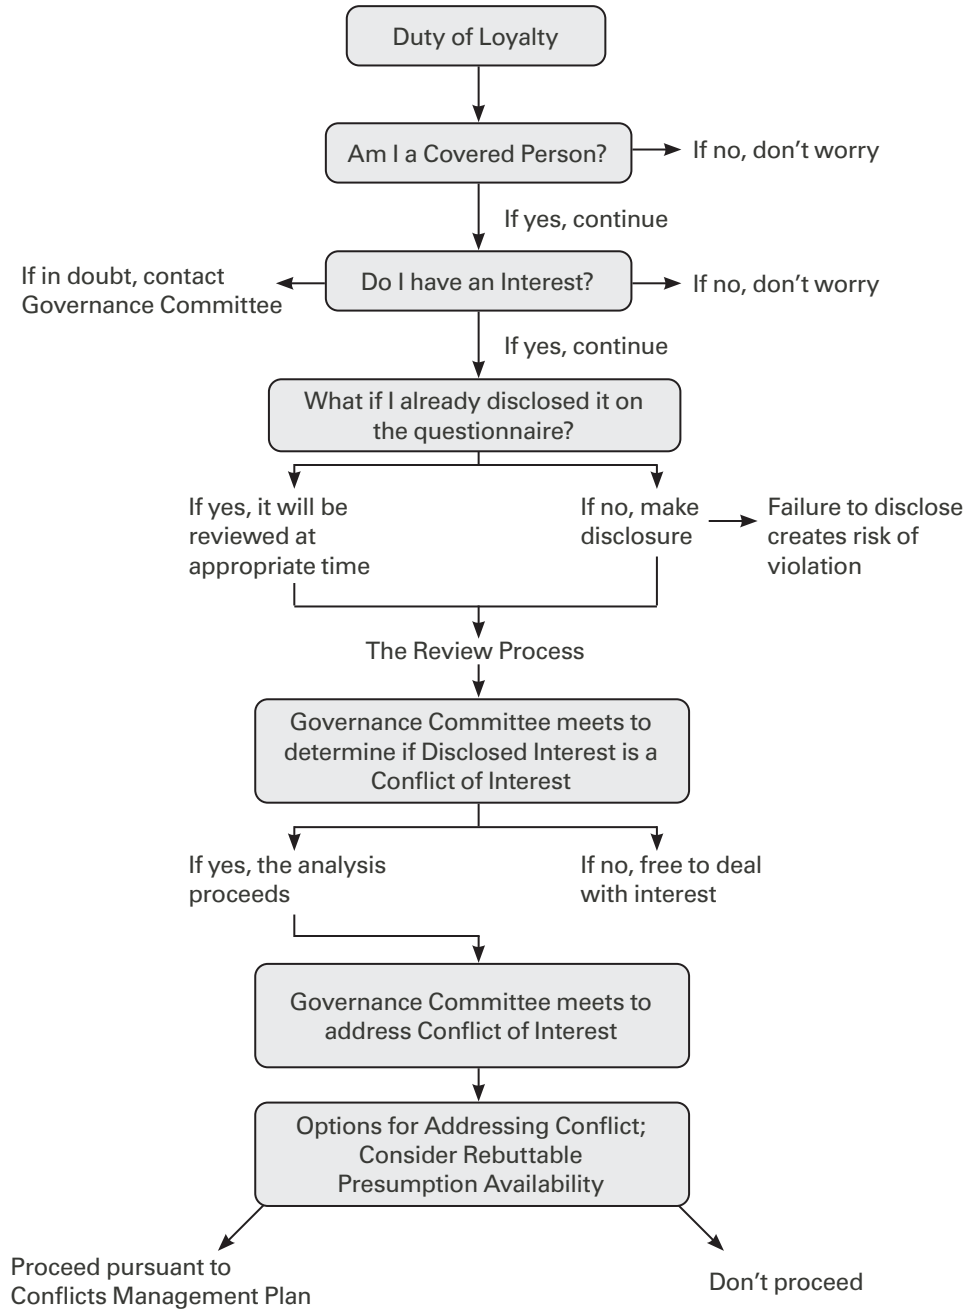 Duty of Loyalty
Am I a Covered Person?
If no, don’t worry
If yes, continue
If in doubt, contact
Governance Committee
Do I have an Interest?
If no, don’t worry
If yes, continue
What if I already disclosed it on
the questionnaire?
If yes, it will be
reviewed at
appropriate time
If no, make
disclosure
Failure to disclose
creates risk of
violation
The Review Process
Governance Committee meets to
determine if Disclosed Interest is a
Conflict of Interest
If yes, the analysis
proceeds
If no, free to deal
with interest
Governance Committee meets to
address Conflict of Interest
Options for Addressing Conflict;
Consider Rebuttable
Presumption Availability
Proceed pursuant to
Conflicts Management Plan
Don’t proceed